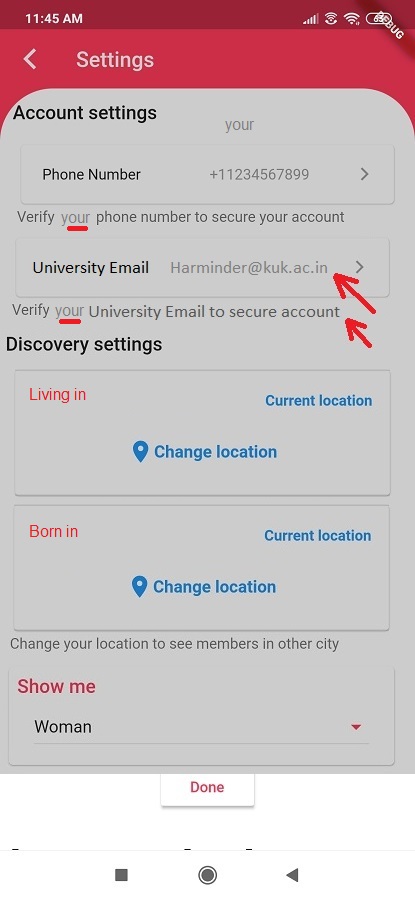 11:45 AM
Settings
Account settings
your
Phone Number +11234567899
Verify your phone number to secure your account
University Email Harminder@kuk.ac.in
Verify your University Email to secure account
Discovery settings
Living in
Current location
Change location
Born in
Current location
Change location
Change your location to see members in other city
Show me
Woman
Done